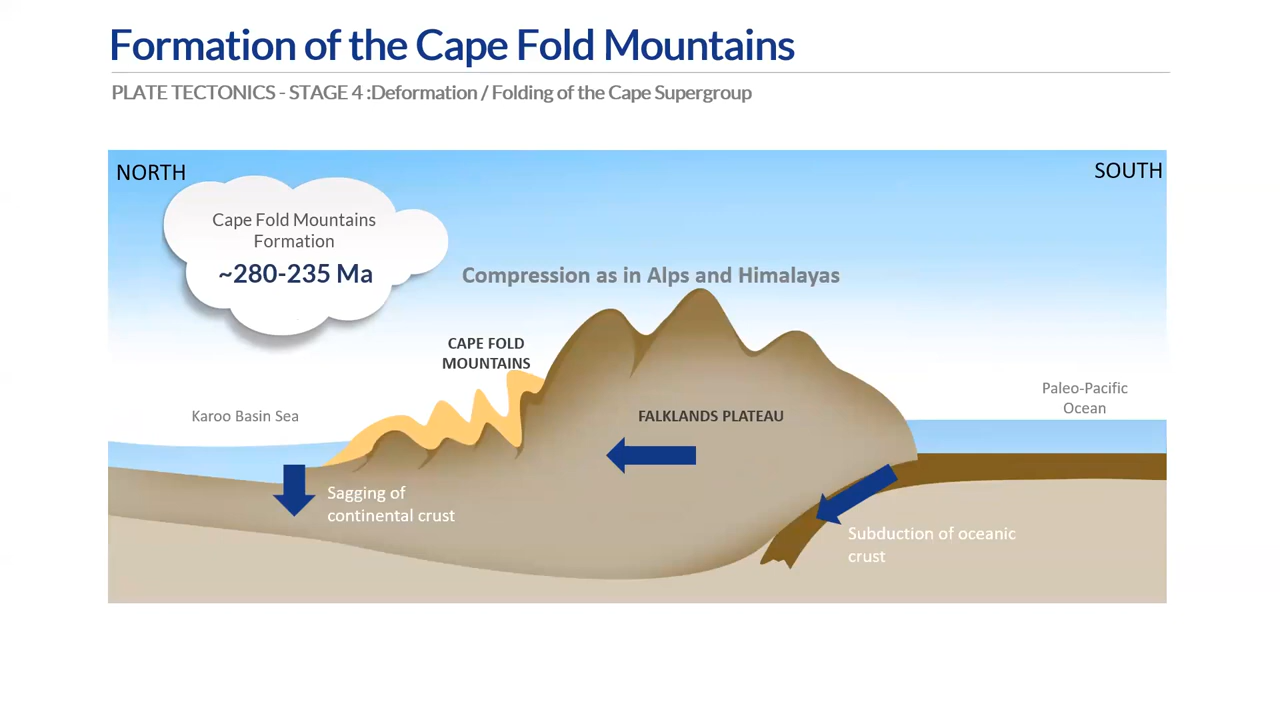 Formation of the Cape Fold Mountains
PLATE TECTONICS - STAGE 4 :Deformation / Folding of the Cape Supergroup
NORTH
SOUTH
Cape Fold Mountains
Formation
~280-235 Ma
Compression as in Alps and Himalayas
CAPE FOLD
MOUNTAINS
Karoo Basin Sea
FALKLANDS PLATEAU
Paleo-Pacific
Ocean
Sagging of
continental crust
Subduction of oceanic
crust